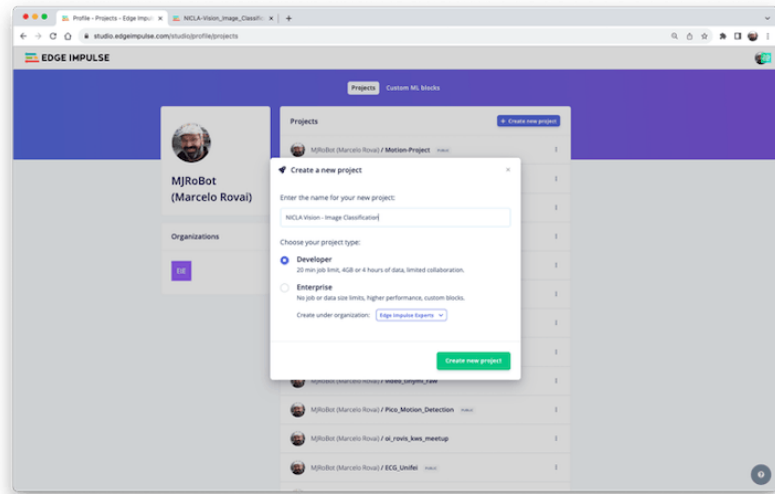 Profile - Projects - Edge Impul
NICLA-Vision_Image_Classific
studio.edgeimpulse.com/studio/profile/projects
EDGE IMPULSE
Projects
Custom ML blocks
MJRoBot
(Marcelo Rovai)
Organizations
EIE
Projects
+ Create new project
MJRoBot (Marcelo Rovai) / Motion-Project PUBLIC
Create a new project
Enter the name for your new project:
NICLA Vision - Image Classification
Choose your project type:
Developer
20 min job limit, 4GB or 4 hours of data, limited collaboration.
Enterprise
No job or data size limits, higher performance, custom blocks.
Create under organization:
Edge Impulse Experts
Create new project
MJRoBot (Marcelo Rovai) / Pico_Motion_Detection PUBLIC
MJRoBot (Marcelo Rovai) / oi_rovis_kws_meetup
MJRoBot (Marcelo Rovai) / ECG_Unifei PUBLIC